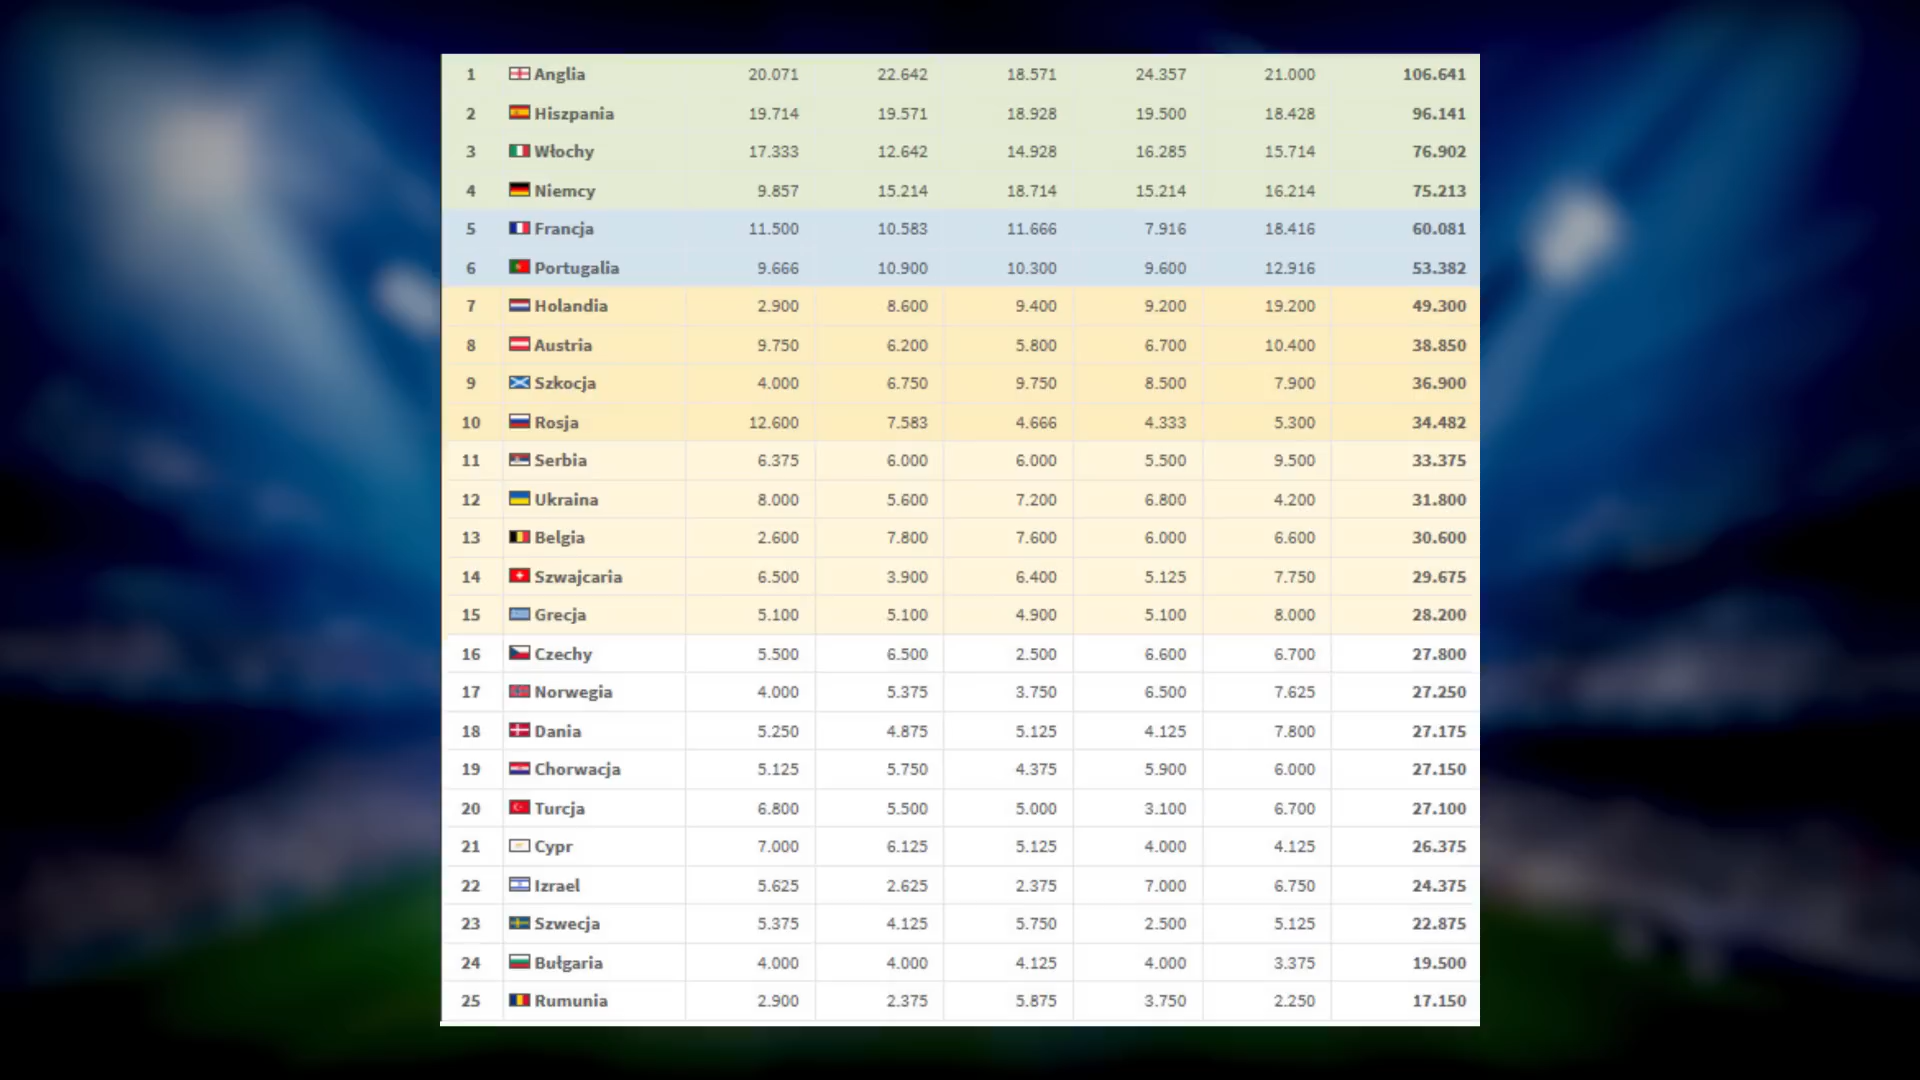 1 Anglia 20.071 22.642 18.571 24.357 21.000 106.641
2 Hiszpania 19.714 19.571 18.928 19.500 18.428 96.141
3 Włochy 17.333 12.642 14.928 16.285 15.714 76.902
4 Niemcy 9.857 15.214 18.714 15.214 16.214 75.213
5 Francja 11.500 10.583 11.666 7.916 18.416 60.081
6 Portugalia 9.666 10.900 10.300 9.600 12.916 53.382
7 Holandia 2.900 8.600 9.400 9.200 19.200 49.300
8 Austria 9.750 6.200 5.800 6.700 10.400 38.850
9 Szkocja 4.000 6.750 9.750 8.500 7.900 36.900
10 Rosja 12.600 7.583 4.666 4.333 5.300 34.482
11 Serbia 6.375 6.000 6.000 5.500 9.500 33.375
12 Ukraina 8.000 5.600 7.200 6.800 4.200 31.800
13 Belgia 2.600 7.800 7.600 6.000 6.600 30.600
14 Szwajcaria 6.500 3.900 6.400 5.125 7.750 29.675
15 Grecja 5.100 5.100 4.900 5.100 8.000 28.200
16 Czechy 5.500 6.500 2.500 6.600 6.700 27.800
17 Norwegia 4.000 5.375 3.750 6.500 7.625 27.250
18 Dania 5.250 4.875 5.125 4.125 7.800 27.175
19 Chorwacja 5.125 5.750 4.375 5.900 6.000 27.150
20 Turcja 6.800 5.500 5.000 3.100 6.700 27.100
21 Cypr 7.000 6.125 5.125 4.000 4.125 26.375
22 Izrael 5.625 2.625 2.375 7.000 6.750 24.375
23 Szwecja 5.375 4.125 5.750 2.500 5.125 22.875
24 Bułgaria 4.000 4.000 4.125 4.000 3.375 19.500
25 Rumunia 2.900 2.375 5.875 3.750 2.250 17.150